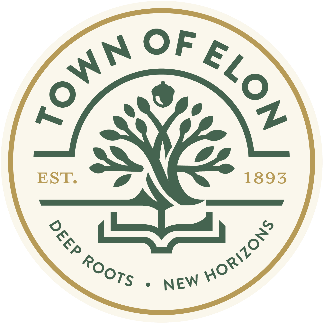 TOWN OF ELON
EST. 1893
DEEP ROOTS • NEW HORIZONS